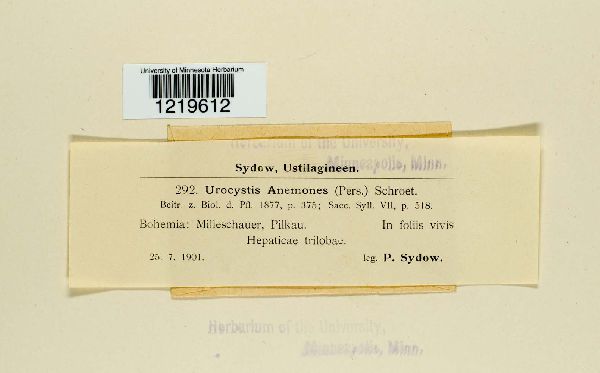 University of Minnesota Herbarium
1219612
Herbarium of the University,
Minneapolis, Minn.
Sydow, Ustilagineen.
292. Urocystis Anemones (Pers.) Schroet.
Beitr. z. Biol. d. Pfl. 1877, p. 375; Sacc. Syll. VII, p. 518.
Bohemia: Milleschauer, Pilkau. In foliis vivis
Hepaticae trilobae.
25. 7. 1901. leg. P. Sydow.
Herbarium of the University,
Minneapolis, Minn.